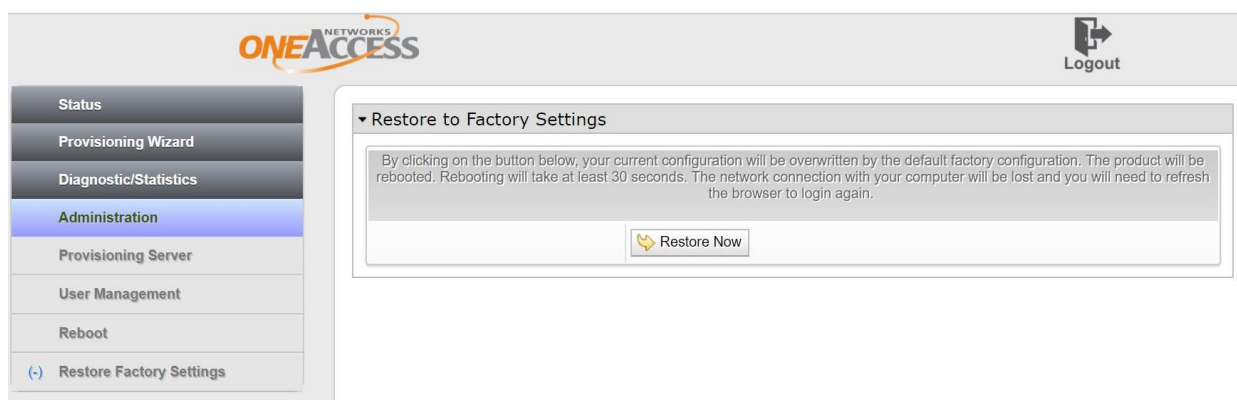 ONEACCESS
NETWORKS
Logout
Status
Provisioning Wizard
Diagnostic/Statistics
Administration
Provisioning Server
User Management
Reboot
(-) Restore Factory Settings
Restore to Factory Settings
By clicking on the button below, your current configuration will be overwritten by the default factory configuration. The product will be
rebooted. Rebooting will take at least 30 seconds. The network connection with your computer will be lost and you will need to refresh
the browser to login again.
Restore Now